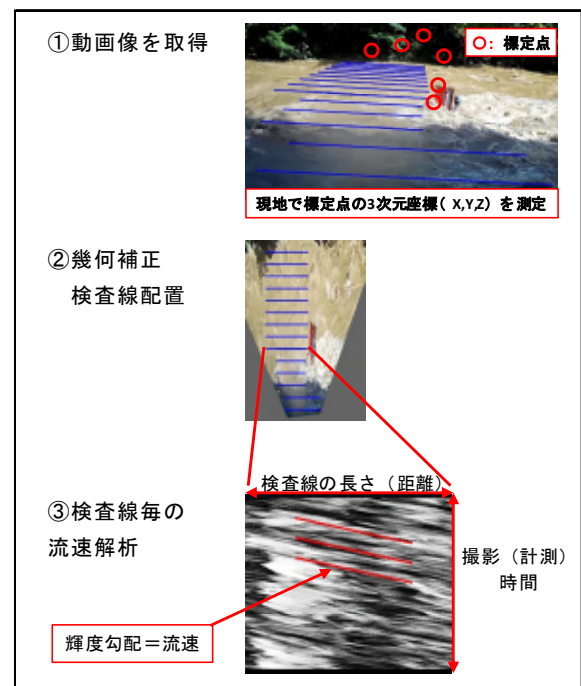 ①動画像を取得
○：標定点
現地で標定点の3次元座標（X,Y,Z）を測定
②幾何補正
検査線配置
検査線の長さ（距離）
③検査線毎の
流速解析
撮影（計測）
時間
輝度勾配＝流速